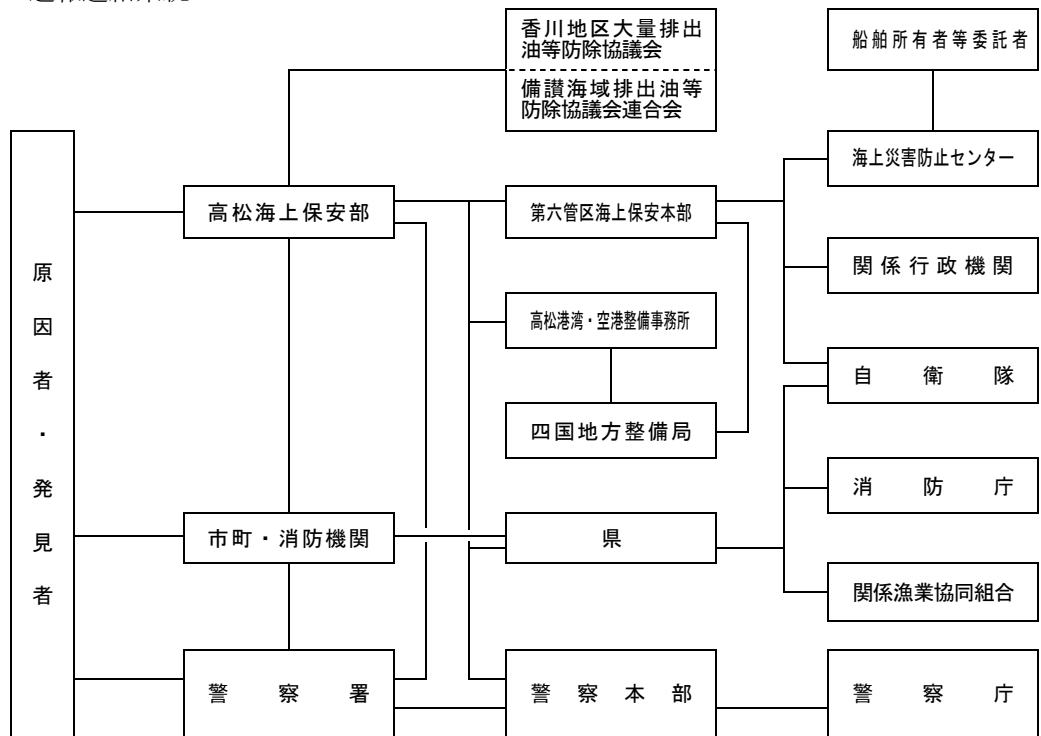 香川地区大量排出
油等防除協議会
備讃海域排出油等
防除協議会連合会
船舶所有者等委託者
海上災害防止センター
原因者・発見者
高松海上保安部
第六管区海上保安本部
関係行政機関
高松港湾・空港整備事務所
自衛隊
四国地方整備局
消防庁
市町・消防機関
県
関係漁業協同組合
警察署
警察本部
警察庁